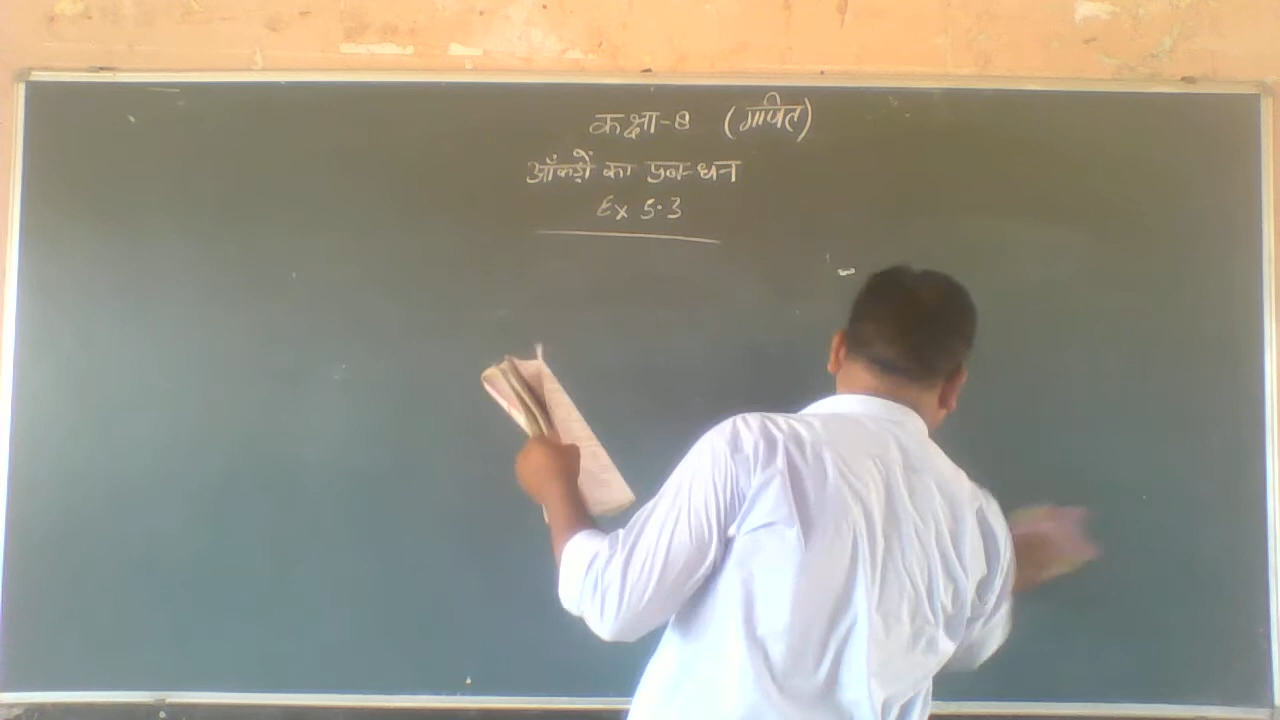 कक्षा-8 (गणित)
आँकड़ों का प्रबन्धन
Ex 5.3